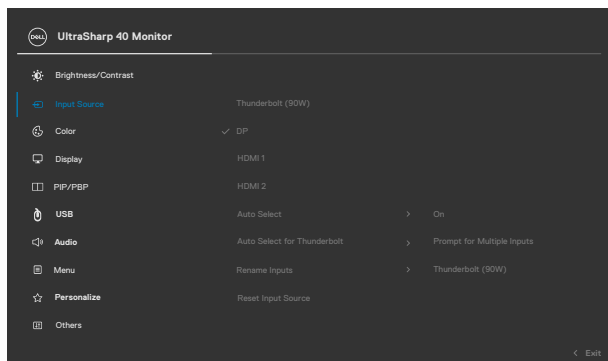 DELL UltraSharp 40 Monitor
Brightness/Contrast
Input Source Thunderbolt (90W)
Color DP
Display HDMI 1
PIP/PBP HDMI 2
USB Auto Select > On
Audio Auto Select for Thunderbolt > Prompt for Multiple Inputs
Menu Rename Inputs > Thunderbolt (90W)
Personalize Reset Input Source
Others
< Exit